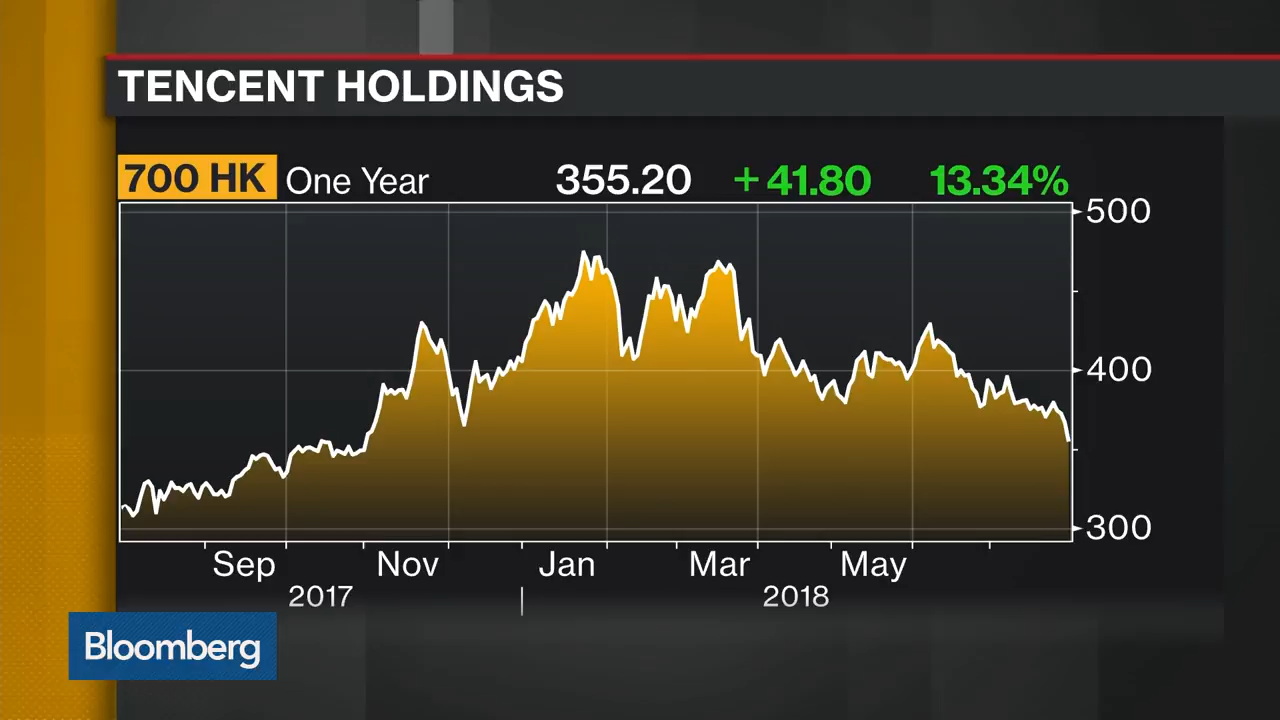 TENCENT HOLDINGS
700 HK One Year 355.20 +41.80 13.34%
500
400
300
Sep Nov Jan Mar May
2017 2018
Bloomberg